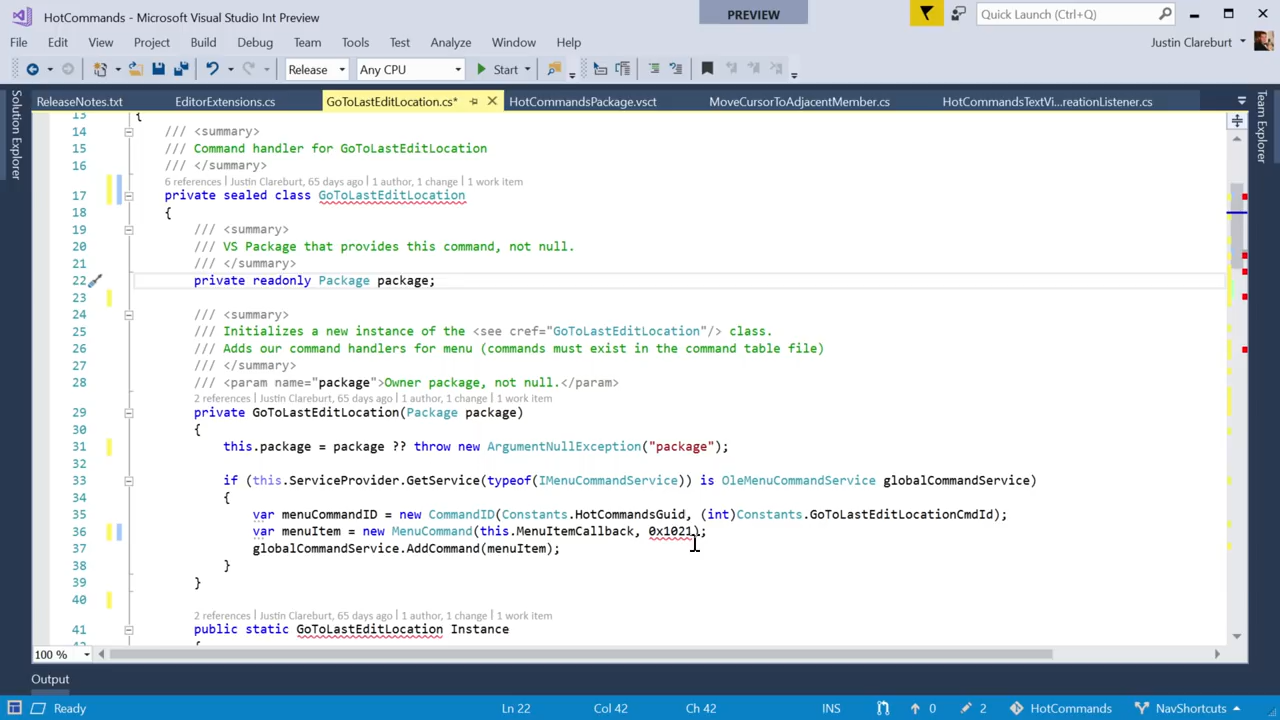 HotCommands - Microsoft Visual Studio Int Preview
PREVIEW
Quick Launch (Ctrl+Q)
File Edit View Project Build Debug Team Tools Test Analyze Window Help
Justin Clareburt
Release Any CPU Start
ReleaseNotes.txt EditorExtensions.cs GoToLastEditLocation.cs* HotCommandsPackage.vsct MoveCursorToAdjacentMember.cs HotCommandsTextVi...reationListener.cs
Solution Explorer
Team Explorer
13 {
14 /// <summary>
15 /// Command handler for GoToLastEditLocation
16 /// </summary>
6 references | Justin Clareburt, 65 days ago | 1 author, 1 change | 1 work item
17 private sealed class GoToLastEditLocation
18 {
19 /// <summary>
20 /// VS Package that provides this command, not null.
21 /// </summary>
22 private readonly Package package;
23
24 /// <summary>
25 /// Initializes a new instance of the <see cref="GoToLastEditLocation"/> class.
26 /// Adds our command handlers for menu (commands must exist in the command table file)
27 /// </summary>
28 /// <param name="package">Owner package, not null.</param>
2 references | Justin Clareburt, 65 days ago | 1 author, 1 change | 1 work item
29 private GoToLastEditLocation(Package package)
30 {
31 this.package = package ?? throw new ArgumentNullException("package");
32
33 if (this.ServiceProvider.GetService(typeof(IMenuCommandService)) is OleMenuCommandService globalCommandService)
34 {
35 var menuCommandID = new CommandID(Constants.HotCommandsGuid, (int)Constants.GoToLastEditLocationCmdId);
36 var menuItem = new MenuCommand(this.MenuItemCallback, 0x1021);
37 globalCommandService.AddCommand(menuItem);
38 }
39 }
40
2 references | Justin Clareburt, 65 days ago | 1 author, 1 change | 1 work item
41 public static GoToLastEditLocation Instance
100 %
Output
Ready Ln 22 Col 42 Ch 42 INS 0 2 HotCommands NavShortcuts